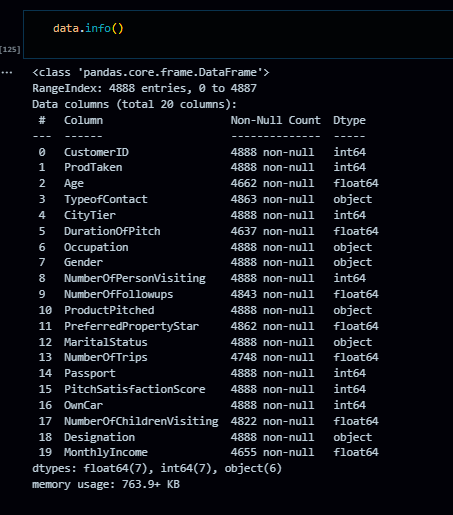 data.info()
[125]
...
<class 'pandas.core.frame.DataFrame'>
RangeIndex: 4888 entries, 0 to 4887
Data columns (total 20 columns):
 #   Column                    Non-Null Count  Dtype
---  ------                    --------------  -----
 0   CustomerID                4888 non-null   int64
 1   ProdTaken                 4888 non-null   int64
 2   Age                       4662 non-null   float64
 3   TypeofContact             4863 non-null   object
 4   CityTier                  4888 non-null   int64
 5   DurationOfPitch           4637 non-null   float64
 6   Occupation                4888 non-null   object
 7   Gender                    4888 non-null   object
 8   NumberOfPersonVisiting    4888 non-null   int64
 9   NumberOfFollowups         4843 non-null   float64
 10  ProductPitched            4888 non-null   object
 11  PreferredPropertyStar     4862 non-null   float64
 12  MaritalStatus             4888 non-null   object
 13  NumberOfTrips             4748 non-null   float64
 14  Passport                  4888 non-null   int64
 15  PitchSatisfactionScore    4888 non-null   int64
 16  OwnCar                    4888 non-null   int64
 17  NumberOfChildrenVisiting  4822 non-null   float64
 18  Designation               4888 non-null   object
 19  MonthlyIncome             4655 non-null   float64
dtypes: float64(7), int64(7), object(6)
memory usage: 763.9+ KB